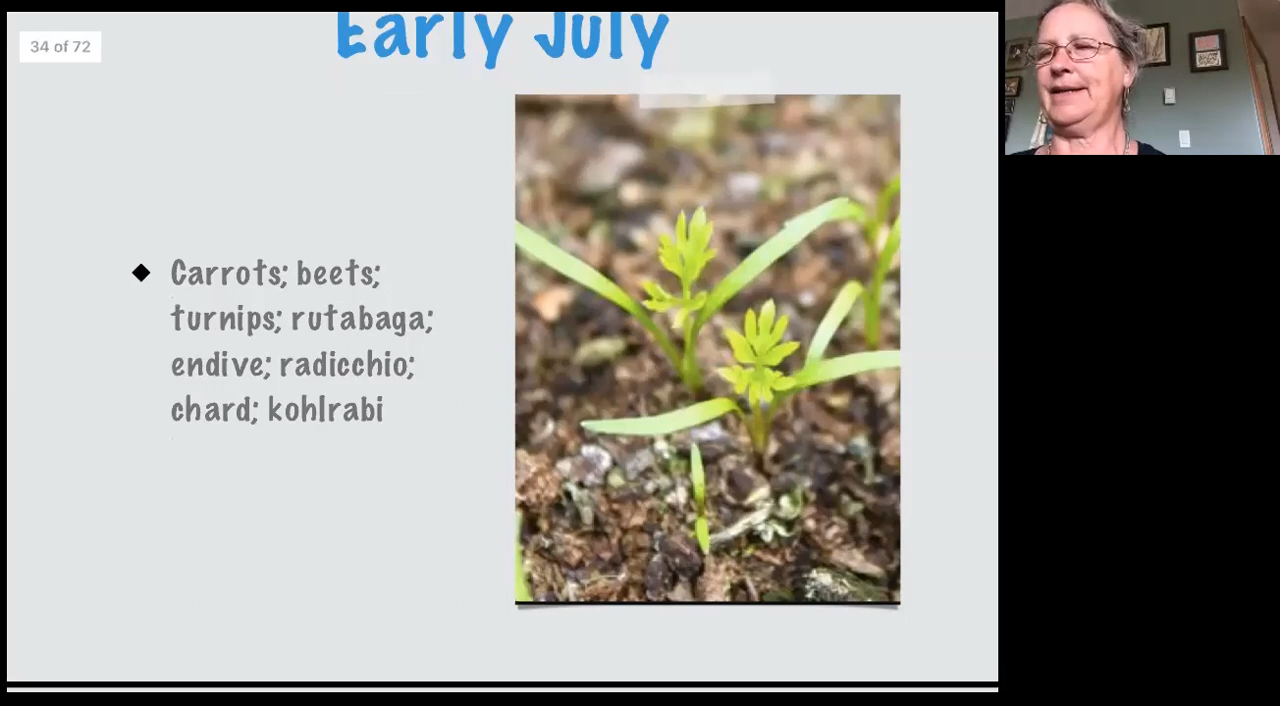 Early July
34 of 72
Carrots; beets;
turnips; rutabaga;
endive; radicchio;
chard; kohlrabi